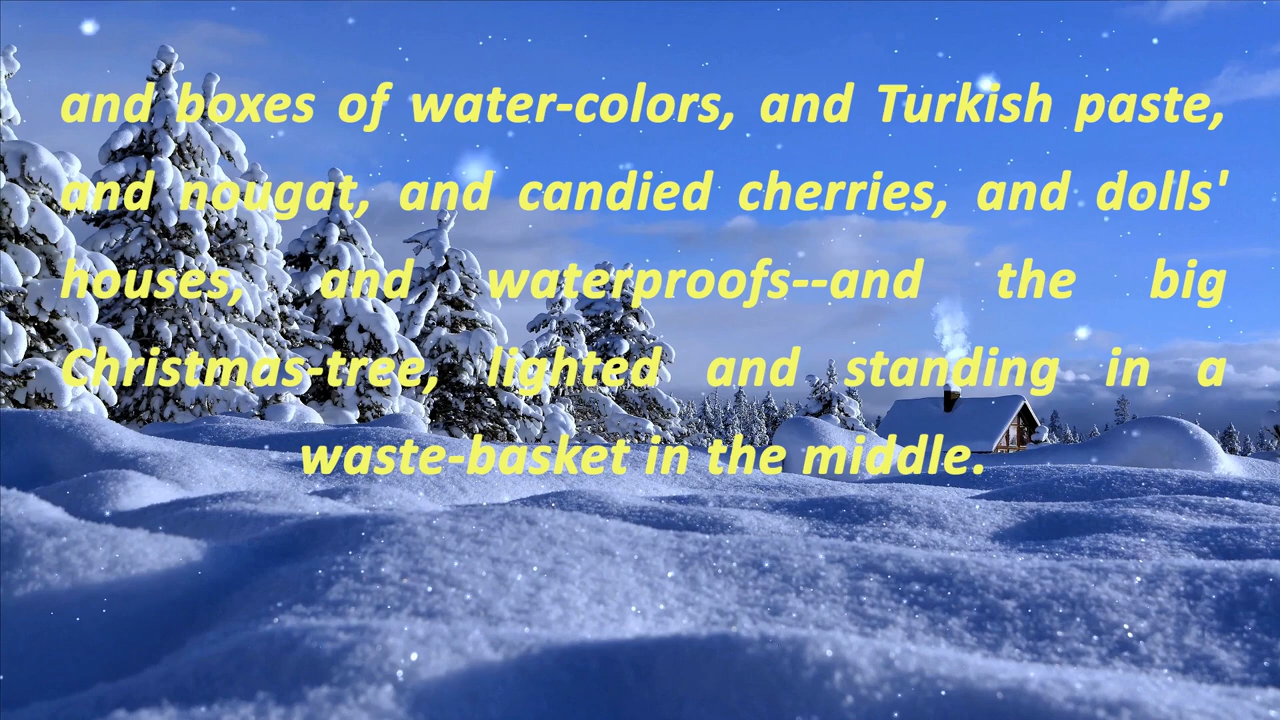 and boxes of water-colors, and Turkish paste,
and nougat, and candied cherries, and dolls'
houses, and waterproofs--and the big
Christmas-tree, lighted and standing in a
waste-basket in the middle.